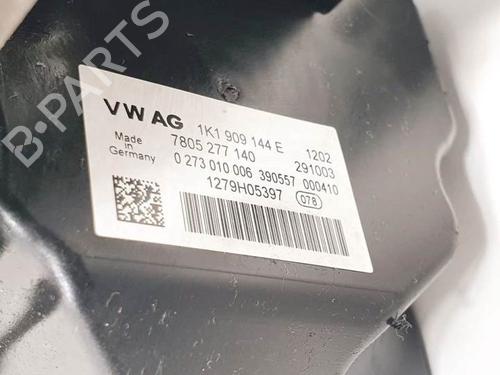 B-PARTS
VW AG 1K1 909 144 E 1202
Made in Germany 7805 277 140 291003
0 273 010 006 390557 000410
1279H05397 078